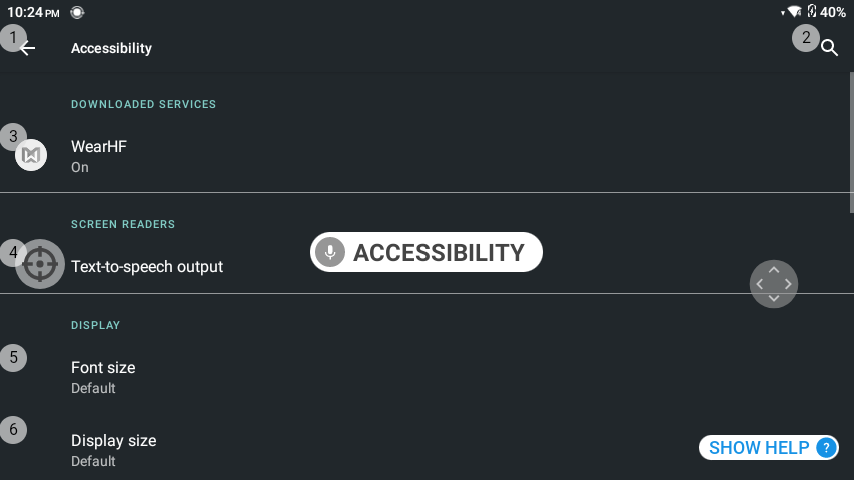 10:24 PM
40%
1
Accessibility
2
DOWNLOADED SERVICES
3
WearHF
On
SCREEN READERS
4
Text-to-speech output
ACCESSIBILITY
DISPLAY
5
Font size
Default
6
Display size
Default
SHOW HELP ?